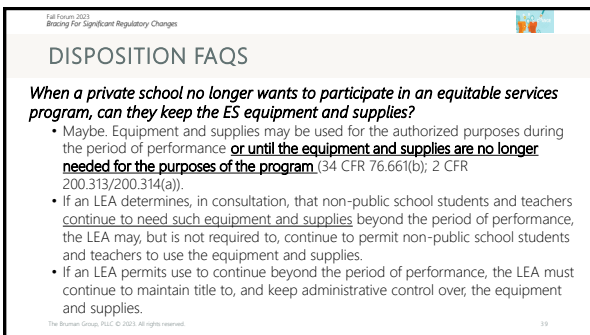 Fall Forum 2023
Bracing For Significant Regulatory Changes
DISPOSITION FAQS
When a private school no longer wants to participate in an equitable services
program, can they keep the ES equipment and supplies?
• Maybe. Equipment and supplies may be used for the authorized purposes during
the period of performance or until the equipment and supplies are no longer
needed for the purposes of the program (34 CFR 76.661(b); 2 CFR
200.313/200.314(a)).
• If an LEA determines, in consultation, that non-public school students and teachers
continue to need such equipment and supplies beyond the period of performance,
the LEA may, but is not required to, continue to permit non-public school students
and teachers to use the equipment and supplies.
• If an LEA permits use to continue beyond the period of performance, the LEA must
continue to maintain title to, and keep administrative control over, the equipment
and supplies.
The Bruman Group, PLLC © 2023. All rights reserved.